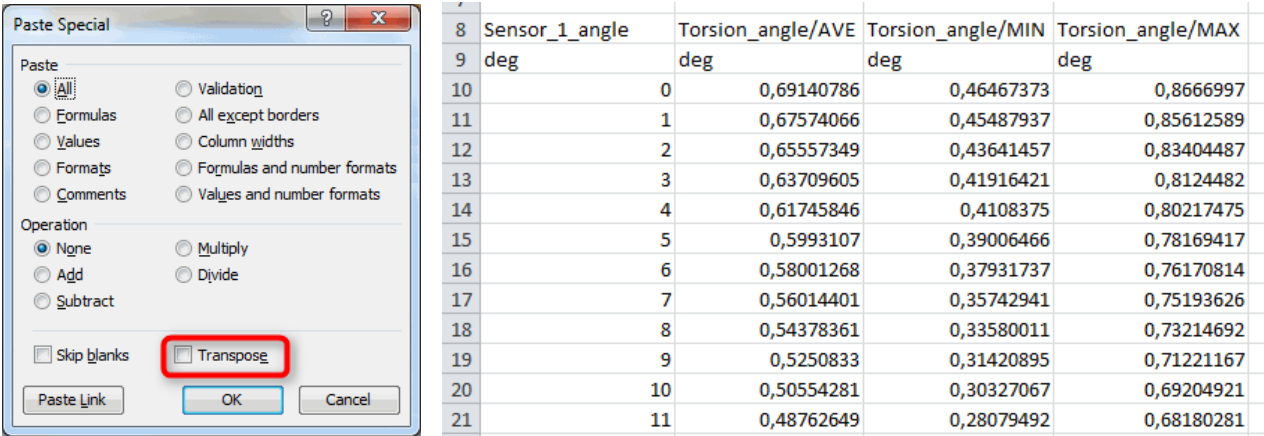 Paste Special
Paste
All Validation
Formulas All except borders
Values Column widths
Formats Formulas and number formats
Comments Values and number formats
Operation
None Multiply
Add Divide
Subtract
Skip blanks Transpose
Paste Link OK Cancel
8 Sensor_1_angle Torsion_angle/AVE Torsion_angle/MIN Torsion_angle/MAX
9 deg deg deg deg
10 0 0,69140786 0,46467373 0,8666997
11 1 0,67574066 0,45487937 0,85612589
12 2 0,65557349 0,43641457 0,83404487
13 3 0,63709605 0,41916421 0,8124482
14 4 0,61745846 0,4108375 0,80217475
15 5 0,5993107 0,39006466 0,78169417
16 6 0,58001268 0,37931737 0,76170814
17 7 0,56014401 0,35742941 0,75193626
18 8 0,54378361 0,33580011 0,73214692
19 9 0,5250833 0,31420895 0,71221167
20 10 0,50554281 0,30327067 0,69204921
21 11 0,48762649 0,28079492 0,68180281